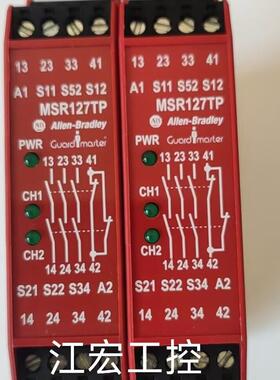 13 23 33 41
A1 S11 S52 S12
MSR127TP
AB Allen-Bradley
PWR Guardmaster
13 23 33 41
CH1
CH2
14 24 34 42
S21 S22 S34 A2
14 24 34 42
13 23 33 41
A1 S11 S52 S12
MSR127TP
AB Allen-Bradley
PWR Guardmaster
13 23 33 41
CH1
CH2
14 24 34 42
S21 S22 S34 A2
14 24 34 42
江宏工控